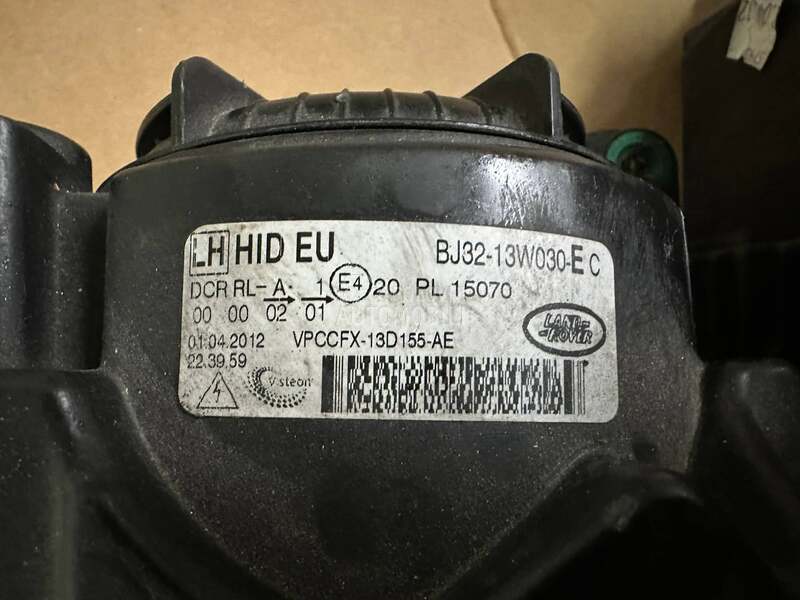 LH HID EU BJ32-13W030-E C
DCR RL-A 1 E4 20 PL 15070
00 00 02 01
01.04.2012 VPCCFX-13D155-AE
22.39.59
LAND-ROVER
Visteon